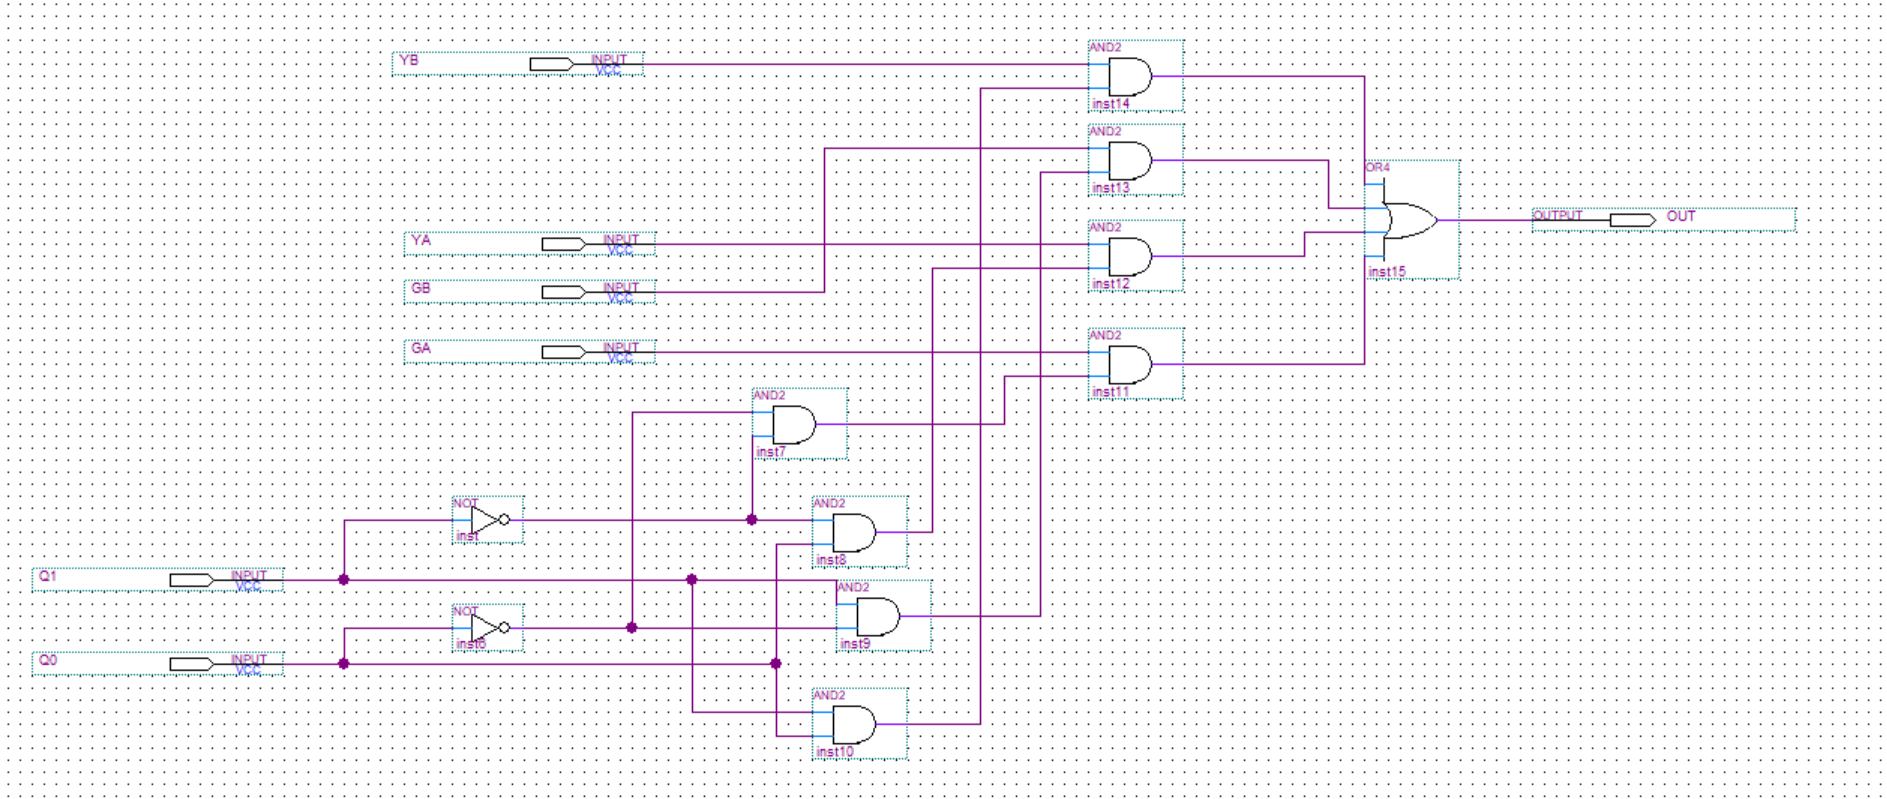 YB
INPUT
VCC
AND2
inst14
AND2
inst13
OR4
inst15
OUTPUT
OUT
YA
INPUT
VCC
AND2
inst12
GB
INPUT
VCC
GA
INPUT
VCC
AND2
inst11
AND2
inst7
NOT
inst
AND2
inst8
Q1
INPUT
VCC
AND2
inst9
NOT
inst6
Q0
INPUT
VCC
AND2
inst10